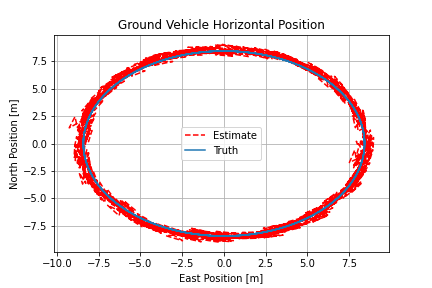 Ground Vehicle Horizontal Position
North Position [m]
7.5
5.0
2.5
0.0
−2.5
−5.0
−7.5
Estimate
Truth
−10.0 −7.5 −5.0 −2.5 0.0 2.5 5.0 7.5
East Position [m]